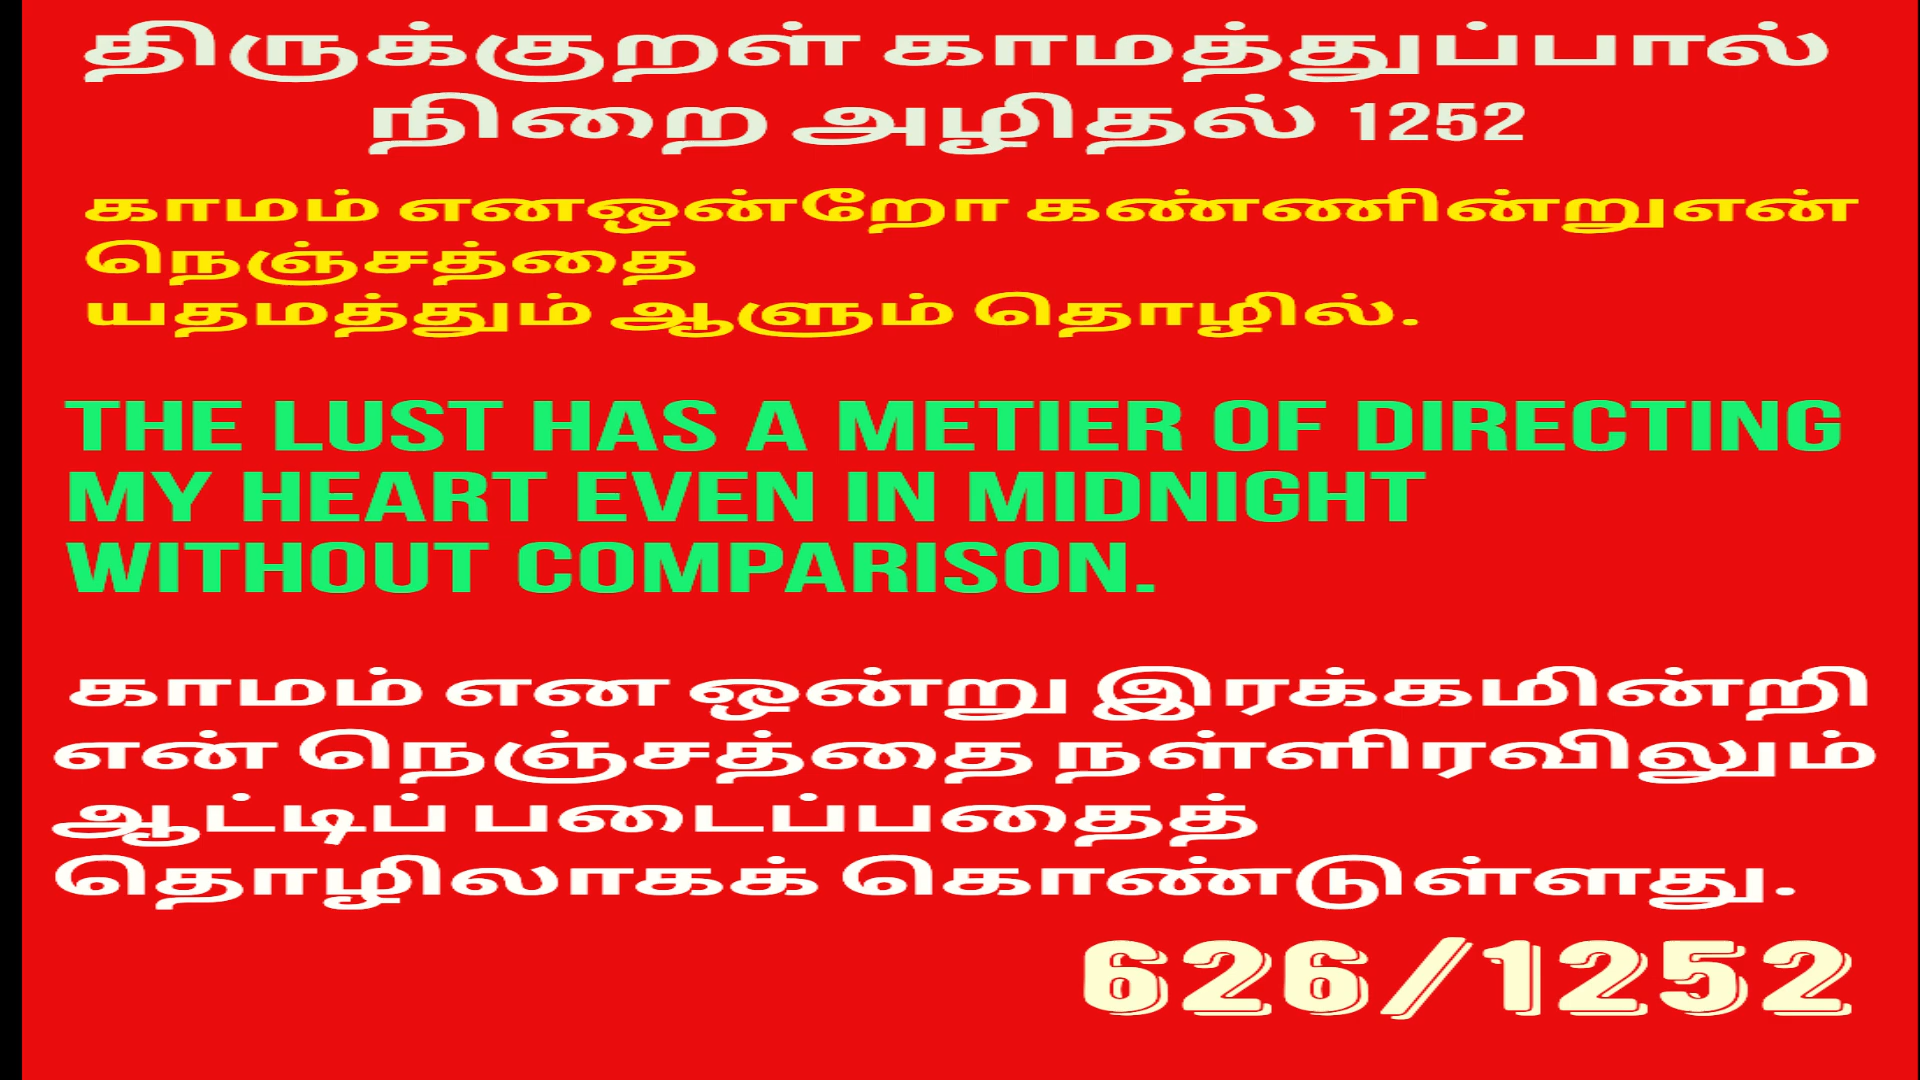 திருக்குறள் காமத்துப்பால்
நிறை அழிதல் 1252
காமம் எனஒன்றோ கண்ணின்றுஎன்
நெஞ்சத்தை
யதமத்தும் ஆளும் தொழில்.
THE LUST HAS A METIER OF DIRECTING
MY HEART EVEN IN MIDNIGHT
WITHOUT COMPARISON.
காமம் என ஒன்று இரக்கமின்றி
என் நெஞ்சத்தை நள்ளிரவிலும்
ஆட்டிப் படைப்பதைத்
தொழிலாகக் கொண்டுள்ளது.
626/1252